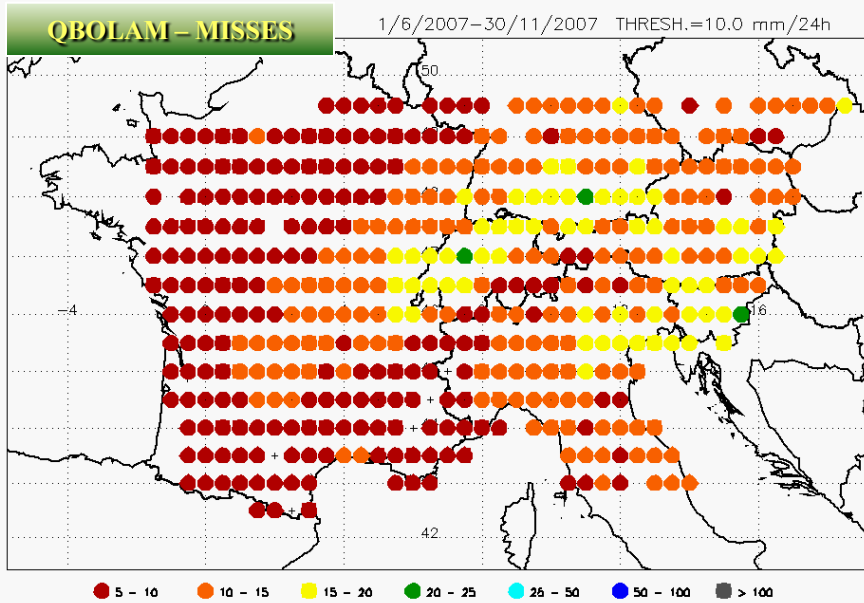 QBOLAM – MISSES
1/6/2007–30/11/2007 THRESH.=10.0 mm/24h
50
–4
16
42
5 - 10
10 - 15
15 - 20
20 - 25
26 - 50
50 - 100
> 100